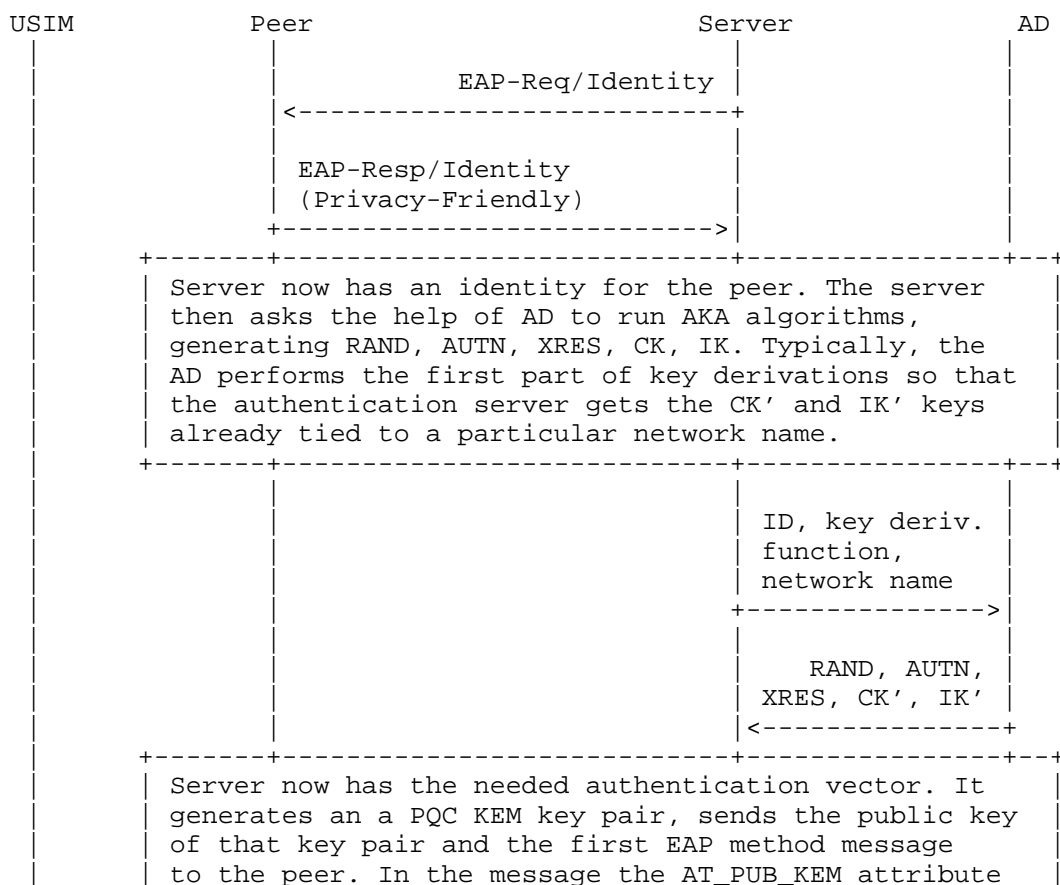 USIM Peer Server AD
EAP-Req/Identity
EAP-Resp/Identity
(Privacy-Friendly)
Server now has an identity for the peer. The server
then asks the help of AD to run AKA algorithms,
generating RAND, AUTN, XRES, CK, IK. Typically, the
AD performs the first part of key derivations so that
the authentication server gets the CK’ and IK’ keys
already tied to a particular network name.
ID, key deriv.
function,
network name
RAND, AUTN,
XRES, CK’, IK’
Server now has the needed authentication vector. It
generates an a PQC KEM key pair, sends the public key
of that key pair and the first EAP method message
to the peer. In the message the AT_PUB_KEM attribute